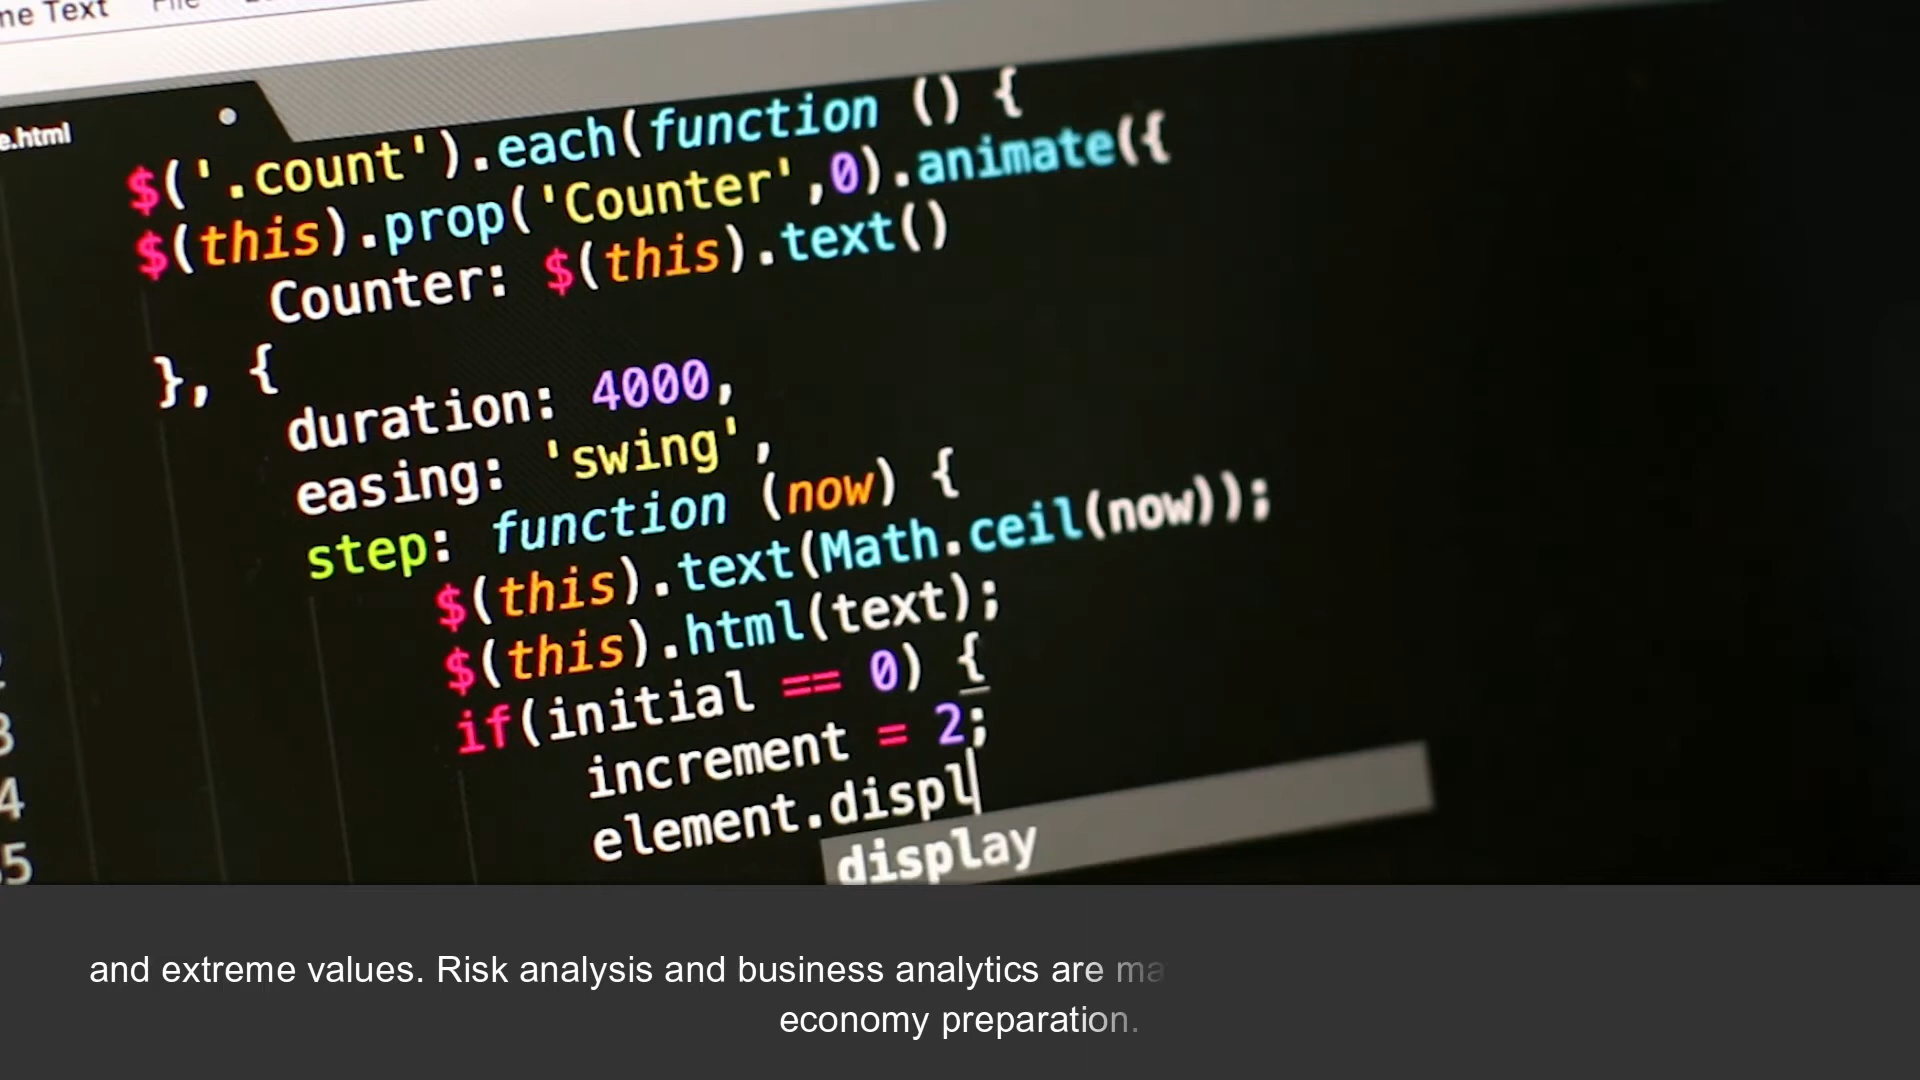 Text File
e.html
$('.count').each(function () {
$(this).prop('Counter',0).animate({
Counter: $(this).text()
}, {
duration: 4000,
easing: 'swing',
step: function (now) {
$(this).text(Math.ceil(now));
$(this).html(text);
if(initial == 0) {
increment = 2;
element.displ
display
4
5
and extreme values. Risk analysis and business analytics are
economy preparation.